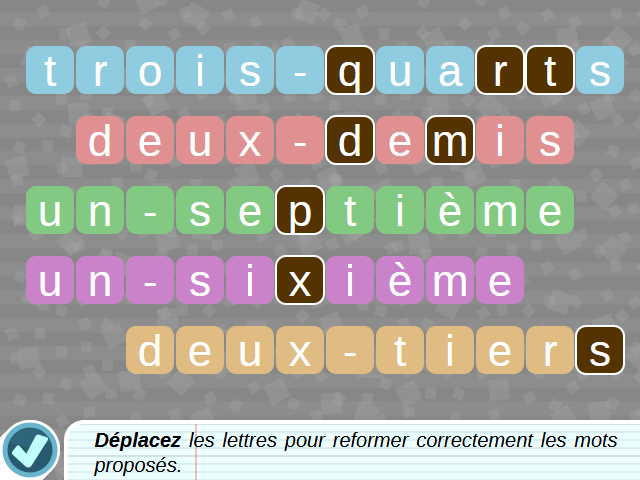 trois-quarts
deux-demis
un-septième
un-sixième
deux-tiers
Déplacez les lettres pour reformer correctement les mots
proposés.